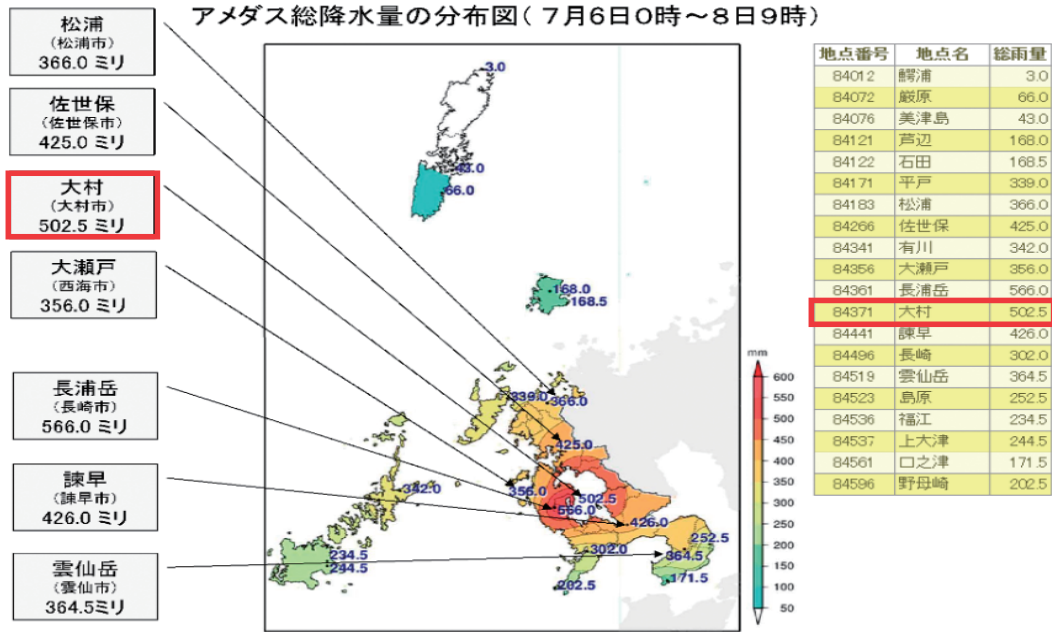 アメダス総降水量の分布図(7月6日0時～8日9時)
松浦
(松浦市)
366.0 ミリ
佐世保
(佐世保市)
425.0 ミリ
大村
(大村市)
502.5 ミリ
大瀬戸
(西海市)
356.0 ミリ
長浦岳
(長崎市)
566.0 ミリ
諫早
(諫早市)
426.0 ミリ
雲仙岳
(雲仙市)
364.5ミリ
3.0
43.0
66.0
168.0
168.5
339.0
366.0
425.0
356.0
502.5
566.0
342.0
426.0
252.5
302.0
364.5
234.5
244.5
202.5
171.5
mm
600
550
500
450
400
350
300
250
200
150
100
50
地点番号 地点名 総雨量
84012 鰐浦 3.0
84072 厳原 66.0
84076 美津島 43.0
84121 芦辺 168.0
84122 石田 168.5
84171 平戸 339.0
84183 松浦 366.0
84266 佐世保 425.0
84341 有川 342.0
84356 大瀬戸 356.0
84361 長浦岳 566.0
84371 大村 502.5
84441 諫早 426.0
84496 長崎 302.0
84519 雲仙岳 364.5
84523 島原 252.5
84536 福江 234.5
84537 上大津 244.5
84561 口之津 171.5
84596 野母崎 202.5